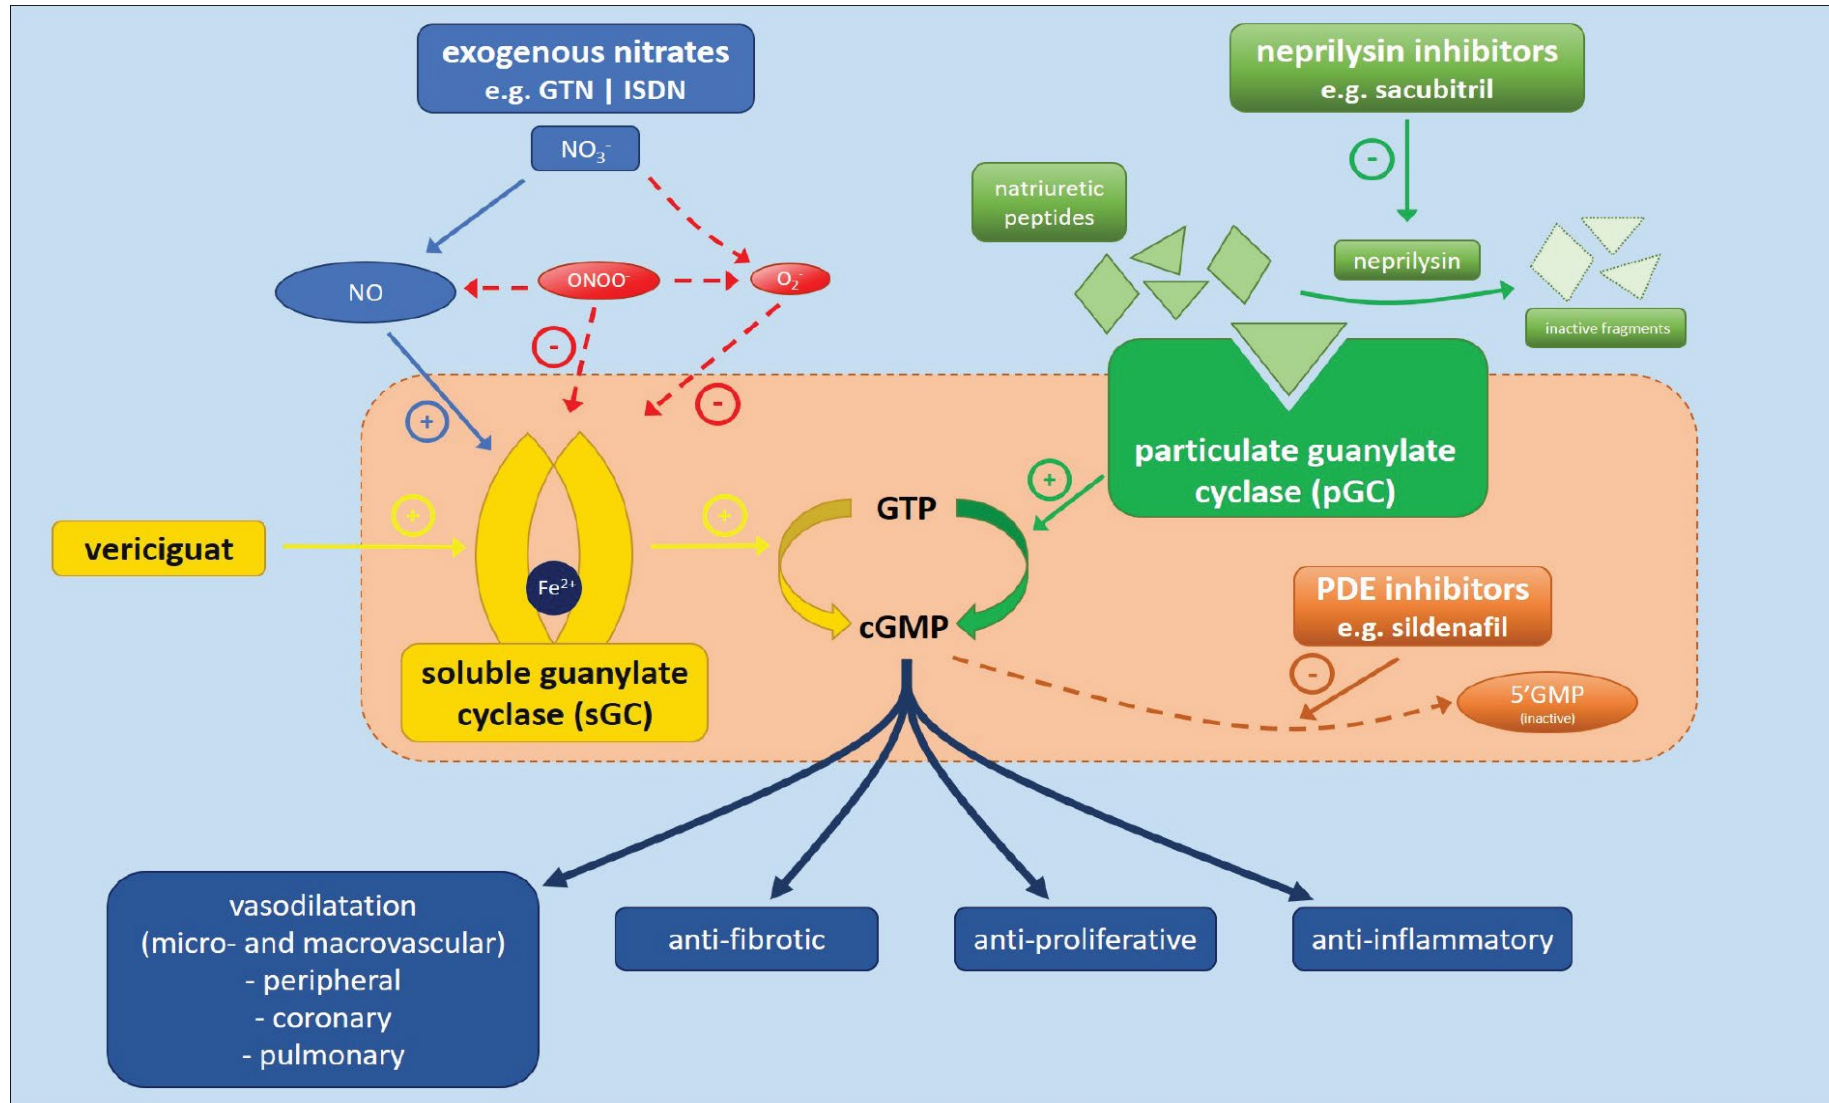 exogenous nitrates
e.g. GTN | ISDN
NO₃⁻
neprilysin inhibitors
e.g. sacubitril
-
natriuretic
peptides
neprilysin
inactive fragments
NO
ONOO⁻
O₂⁻
-
-
+
particulate guanylate
cyclase (pGC)
+
vericiguat
+
+
Fe²⁺
soluble guanylate
cyclase (sGC)
GTP
cGMP
PDE inhibitors
e.g. sildenafil
-
5'GMP
(inactive)
vasodilatation
(micro- and macrovascular)
- peripheral
- coronary
- pulmonary
anti-fibrotic
anti-proliferative
anti-inflammatory